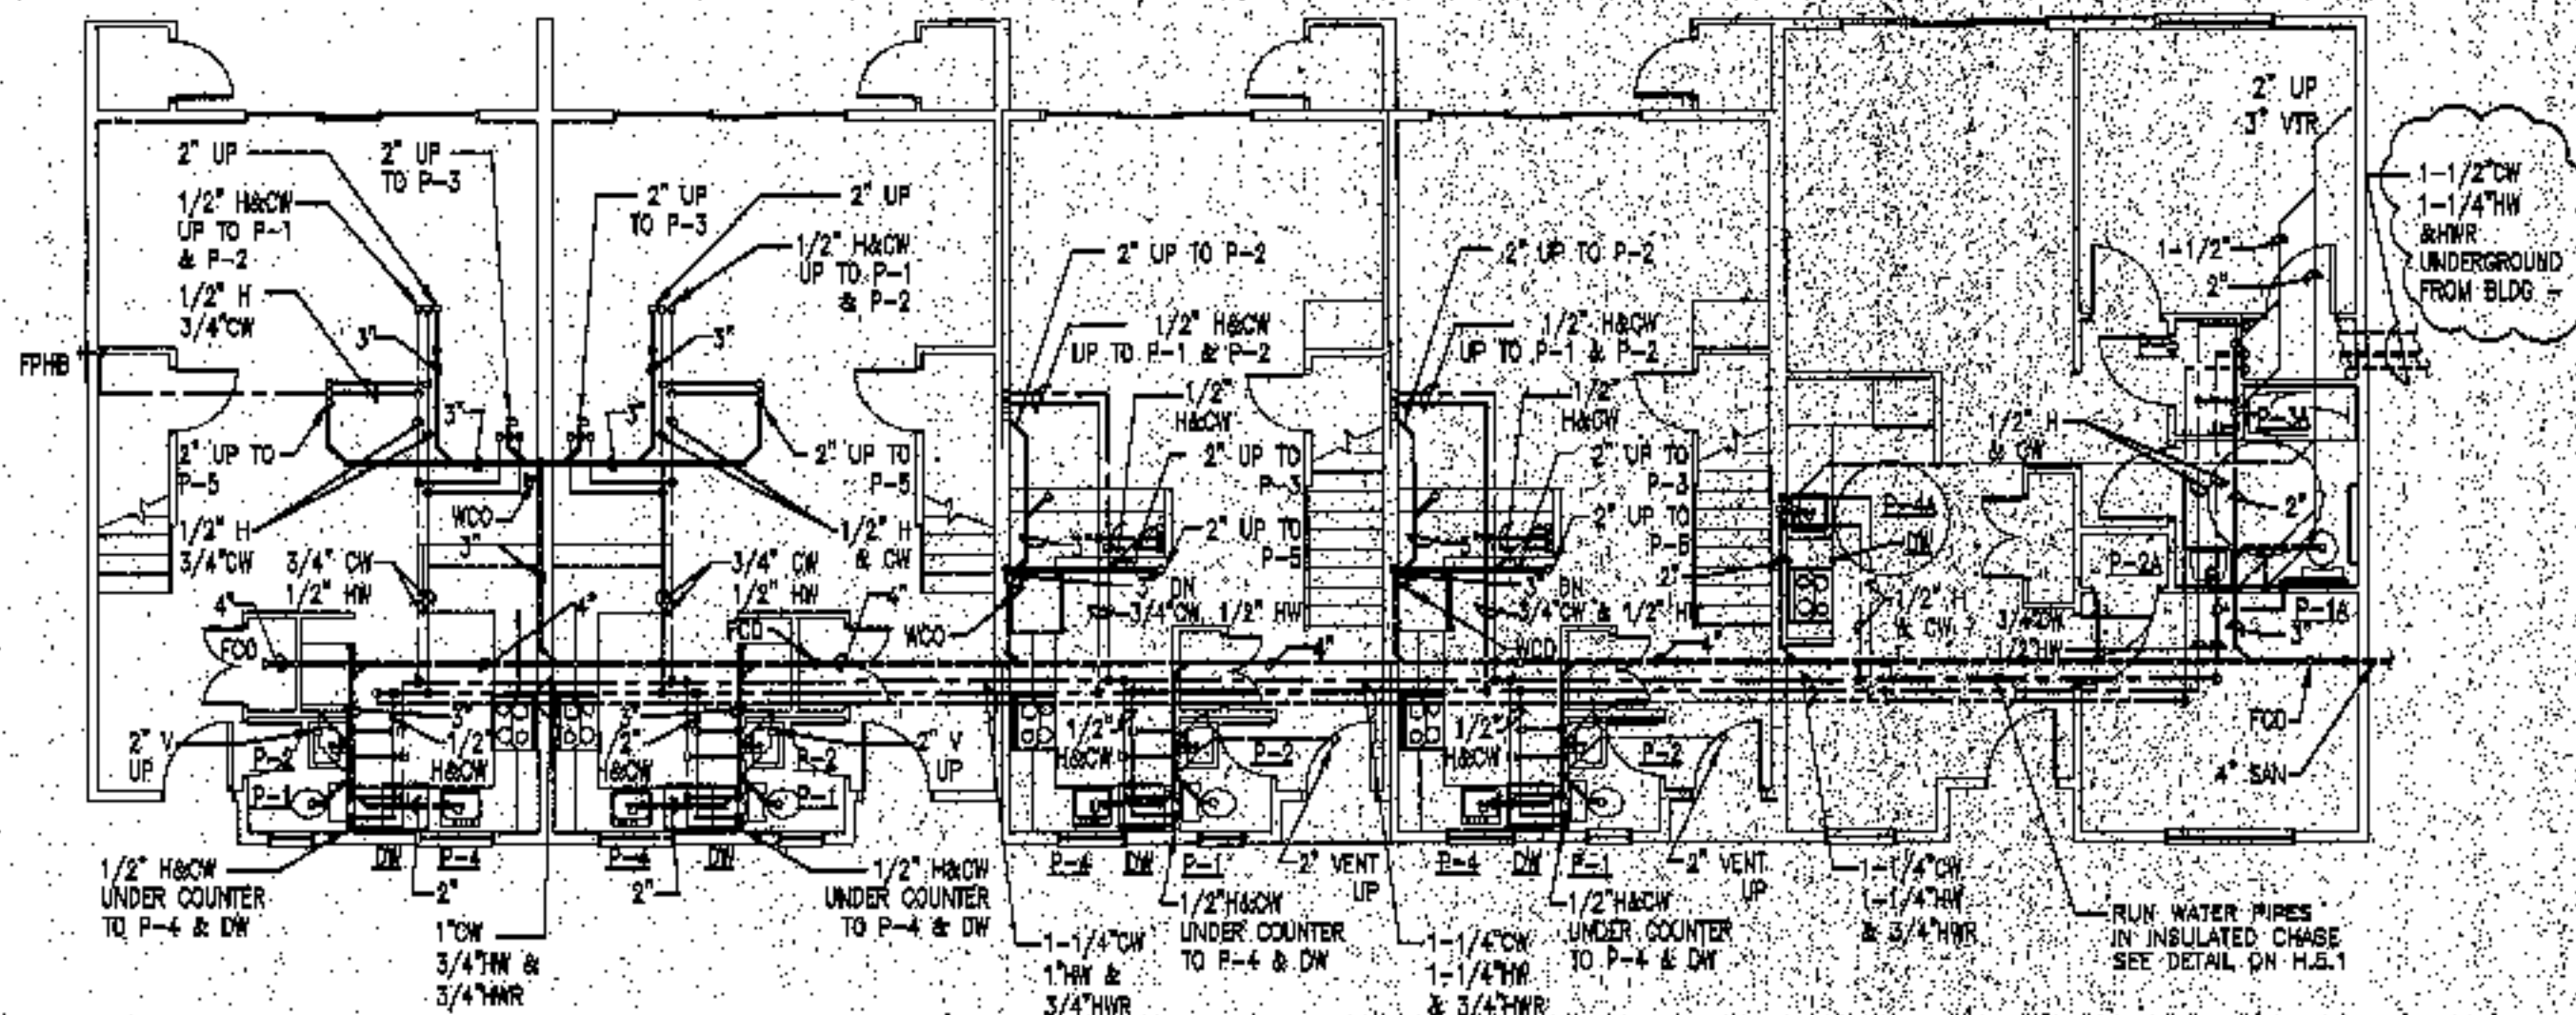 2" UP
1/2" H&CW
UP TO P-1
& P-2
1/2" H
3/4"CW
FPHB
2" UP
TO P-3
2" UP
TO P-3
2" UP
1/2" H&CW
UP TO P-1
& P-2
3"
3"
3"
3"
2" UP TO
P-5
2" UP TO
P-5
WCO
1/2" H
3/4"CW
3"
1/2" H
& CW
3/4" CW
1/2" HW
3/4" CW
1/2" HW
4"
4"
4"
FCO
FCO
WCO
2" V
UP
P-2
P-1
3"
1/2"
H&CW
3"
2"
H&CW
P-2
P-1
2" V
UP
1/2" H&CW
UNDER COUNTER
TO P-4 & DW
DW
P-4
2"
1"CW
3/4"HW &
3/4"HWR
P-4
DW
2"
1/2" H&CW
UNDER COUNTER
TO P-4 & DW
2" UP TO P-2
1/2" H&CW
UP TO P-1 & P-2
1/2"
H&CW
2" UP TO
P-3
2" UP TO
P-5
3"
3"
DN
3/4"CW, 1/2" HW
4"
1/2"
H&CW
P-2
P-4
DW
P-1
2" VENT
UP
1/2"H&CW
UNDER COUNTER
TO P-4 & DW
1-1/4"CW
1"HW &
3/4"HWR
2" UP TO P-2
1/2" H&CW
UP TO P-1 & P-2
1/2"
H&CW
2" UP TO
P-3
2" UP TO
P-5
3"
3"
DN
3/4"CW & 1/2" HW
WCO
4"
1/2"
H&CW
P-2
P-4
DW
P-1
2" VENT
UP
1/2"H&CW
UNDER COUNTER
TO P-4 & DW
1-1/4"CW
1-1/4"HW
& 3/4"HWR
2" UP
3" VTR
1-1/2"CW
1-1/4"HW
&HWR
UNDERGROUND
FROM BLDG
1-1/2"
2"
P-3A
1/2" H
& CW
2"
P-4A
DW
2"
P-2A
P-1A
1/2" H
& CW
3/4"CW
1/2"HW
3"
FCO
4" SAN
1-1/4"CW
1-1/4"HW
& 3/4"HWR
RUN WATER PIPES
IN INSULATED CHASE
SEE DETAIL ON H.5.1